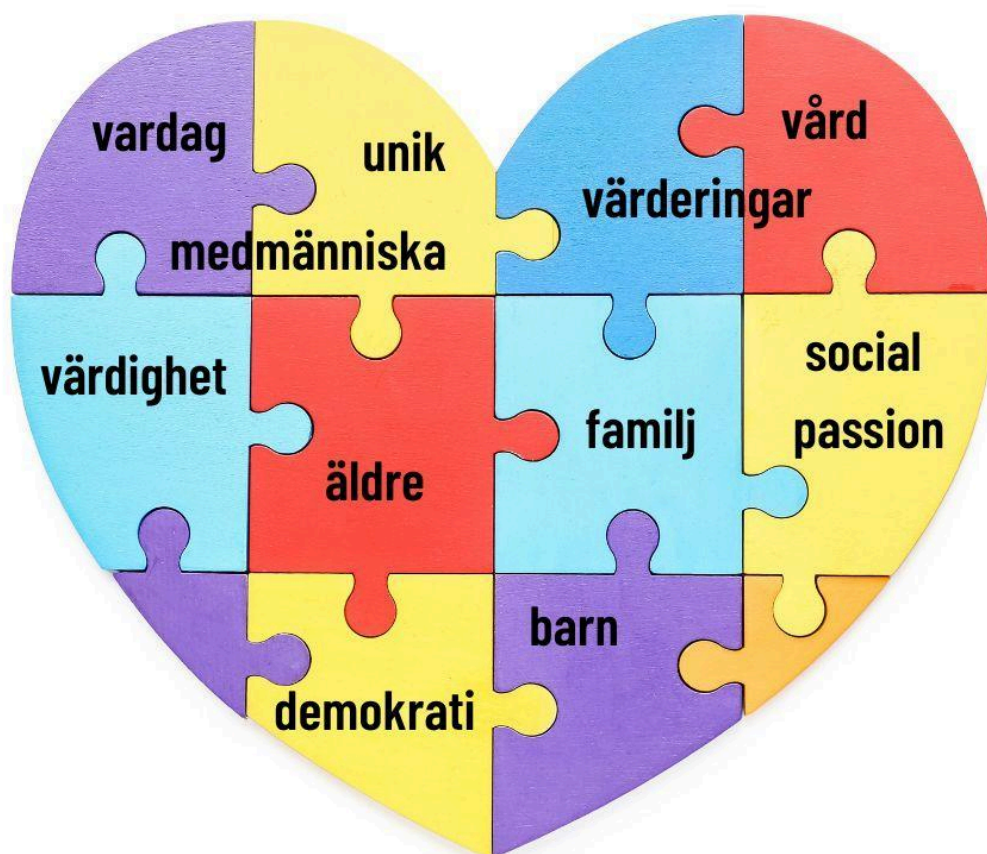 vardag
unik
medmänniska
värderingar
vård
värdighet
äldre
familj
social
passion
barn
demokrati